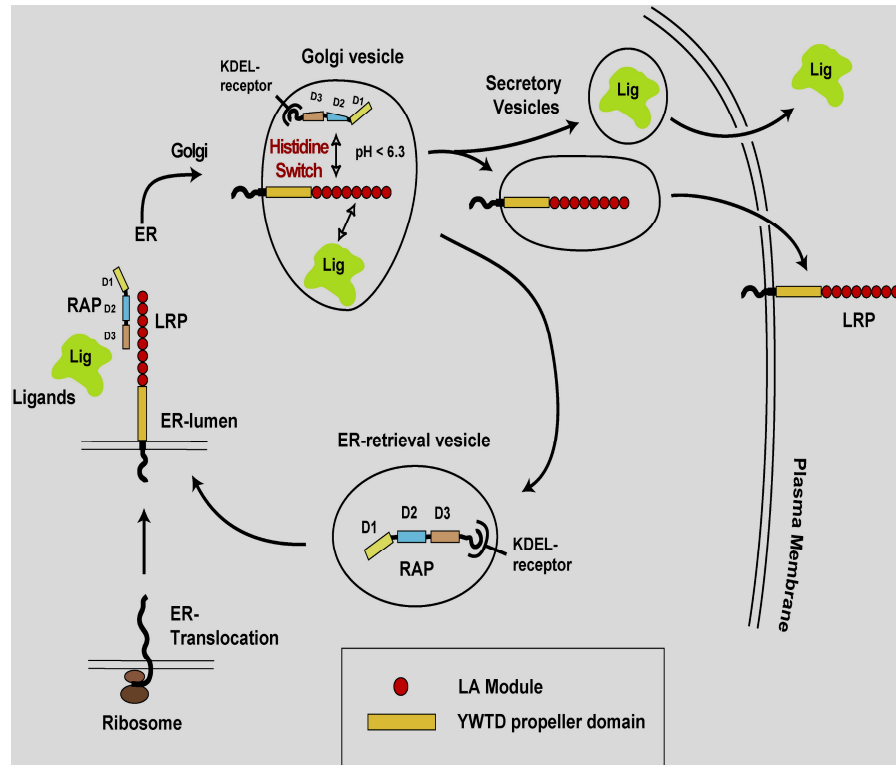 Golgi vesicle
KDEL-
receptor
D3
D2
D1
Histidine
Switch
pH < 6.3
Lig
Secretory
Vesicles
Lig
Lig
Golgi
ER
D1
RAP
D2
D3
LRP
Lig
Ligands
ER-lumen
LRP
ER-retrieval vesicle
D1
D2
D3
RAP
KDEL-
receptor
Plasma Membrane
ER-
Translocation
Ribosome
LA Module
YWTD propeller domain